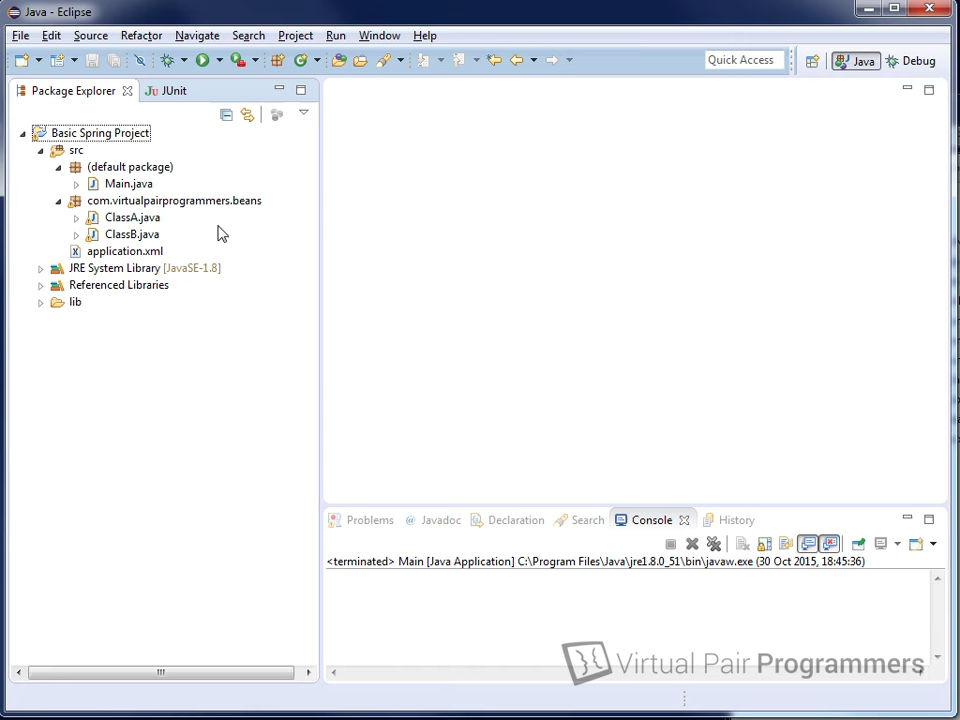 Java - Eclipse
File Edit Source Refactor Navigate Search Project Run Window Help
Quick Access Java Debug
Package Explorer JU JUnit
Basic Spring Project
src
(default package)
Main.java
com.virtualpairprogrammers.beans
ClassA.java
ClassB.java
application.xml
JRE System Library [JavaSE-1.8]
Referenced Libraries
lib
Problems @ Javadoc Declaration Search Console History
<terminated> Main [Java Application] C:\Program Files\Java\jre1.8.0_51\bin\javaw.exe (30 Oct 2015, 18:45:36)
Virtual Pair Programmers